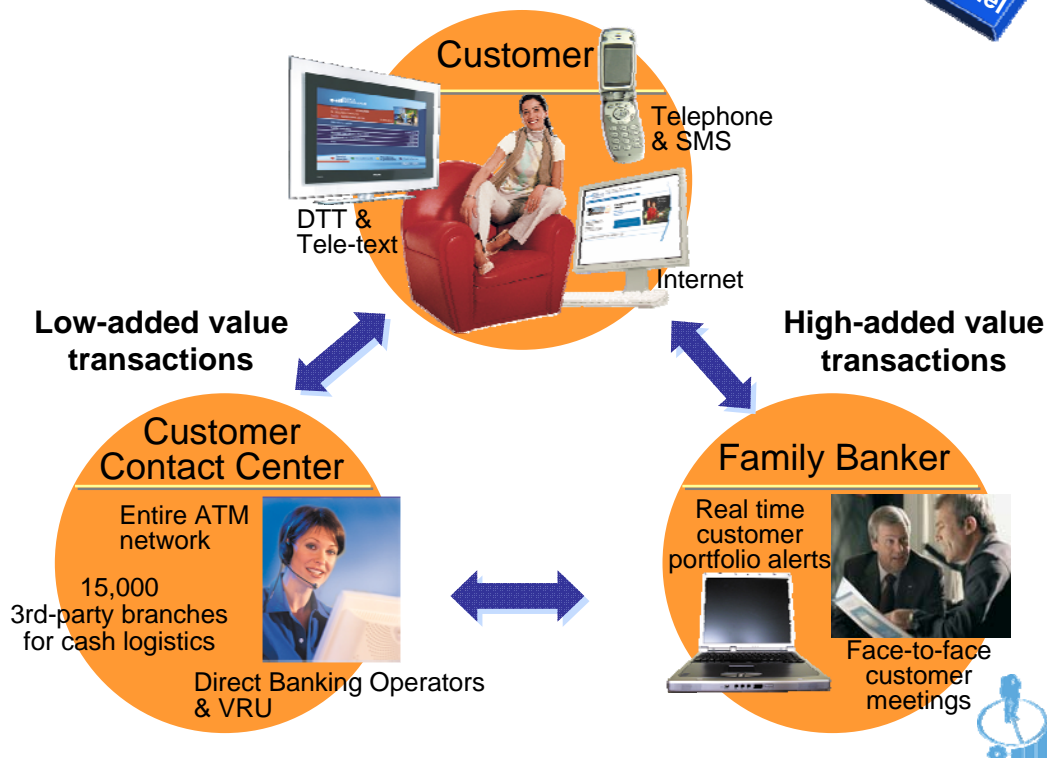 Customer
Telephone
& SMS
DTT &
Tele-text
Internet
Low-added value
transactions
High-added value
transactions
Customer
Contact Center
Entire ATM
network
15,000
3rd-party branches
for cash logistics
Direct Banking Operators
& VRU
Family Banker
Real time
customer
portfolio alerts
Face-to-face
customer
meetings